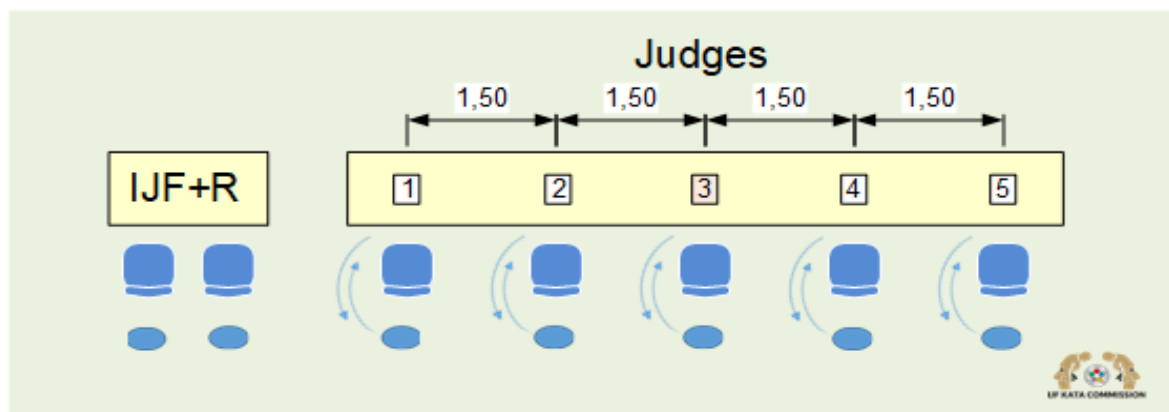 Judges
1,50 1,50 1,50 1,50
IJF+R 1 2 3 4 5
IJF KATA COMMISSION